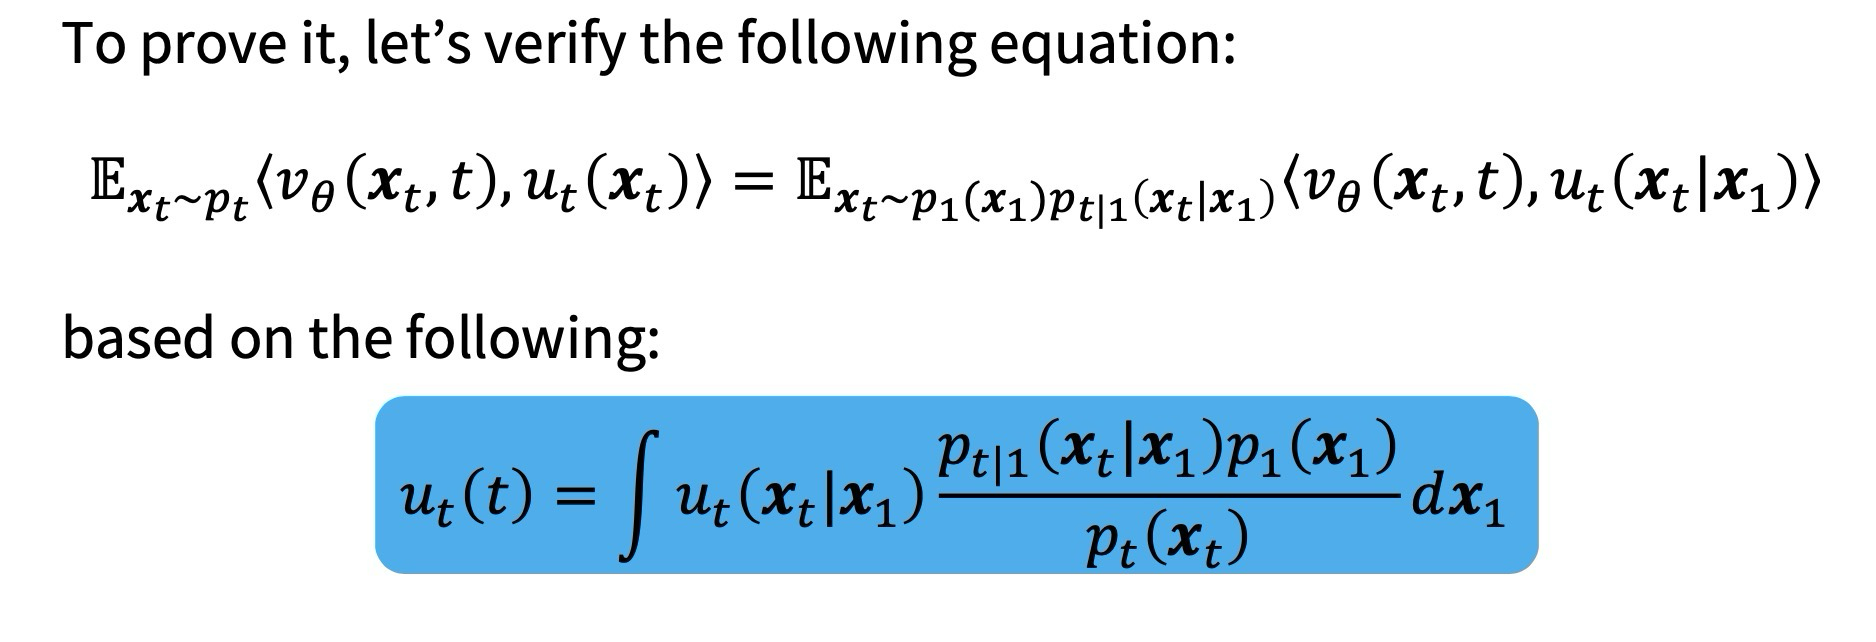 To prove it, let’s verify the following equation:
𝔼_{𝒙_t∼p_t}⟨v_θ(𝒙_t, t), u_t(𝒙_t)⟩ = 𝔼_{𝒙_t∼p_1(𝒙_1)p_{t|1}(𝒙_t|𝒙_1)}⟨v_θ(𝒙_t, t), u_t(𝒙_t|𝒙_1)⟩
based on the following:
u_t(t) = ∫ u_t(𝒙_t|𝒙_1) \frac{p_{t|1}(𝒙_t|𝒙_1)p_1(𝒙_1)}{p_t(𝒙_t)} d𝒙_1